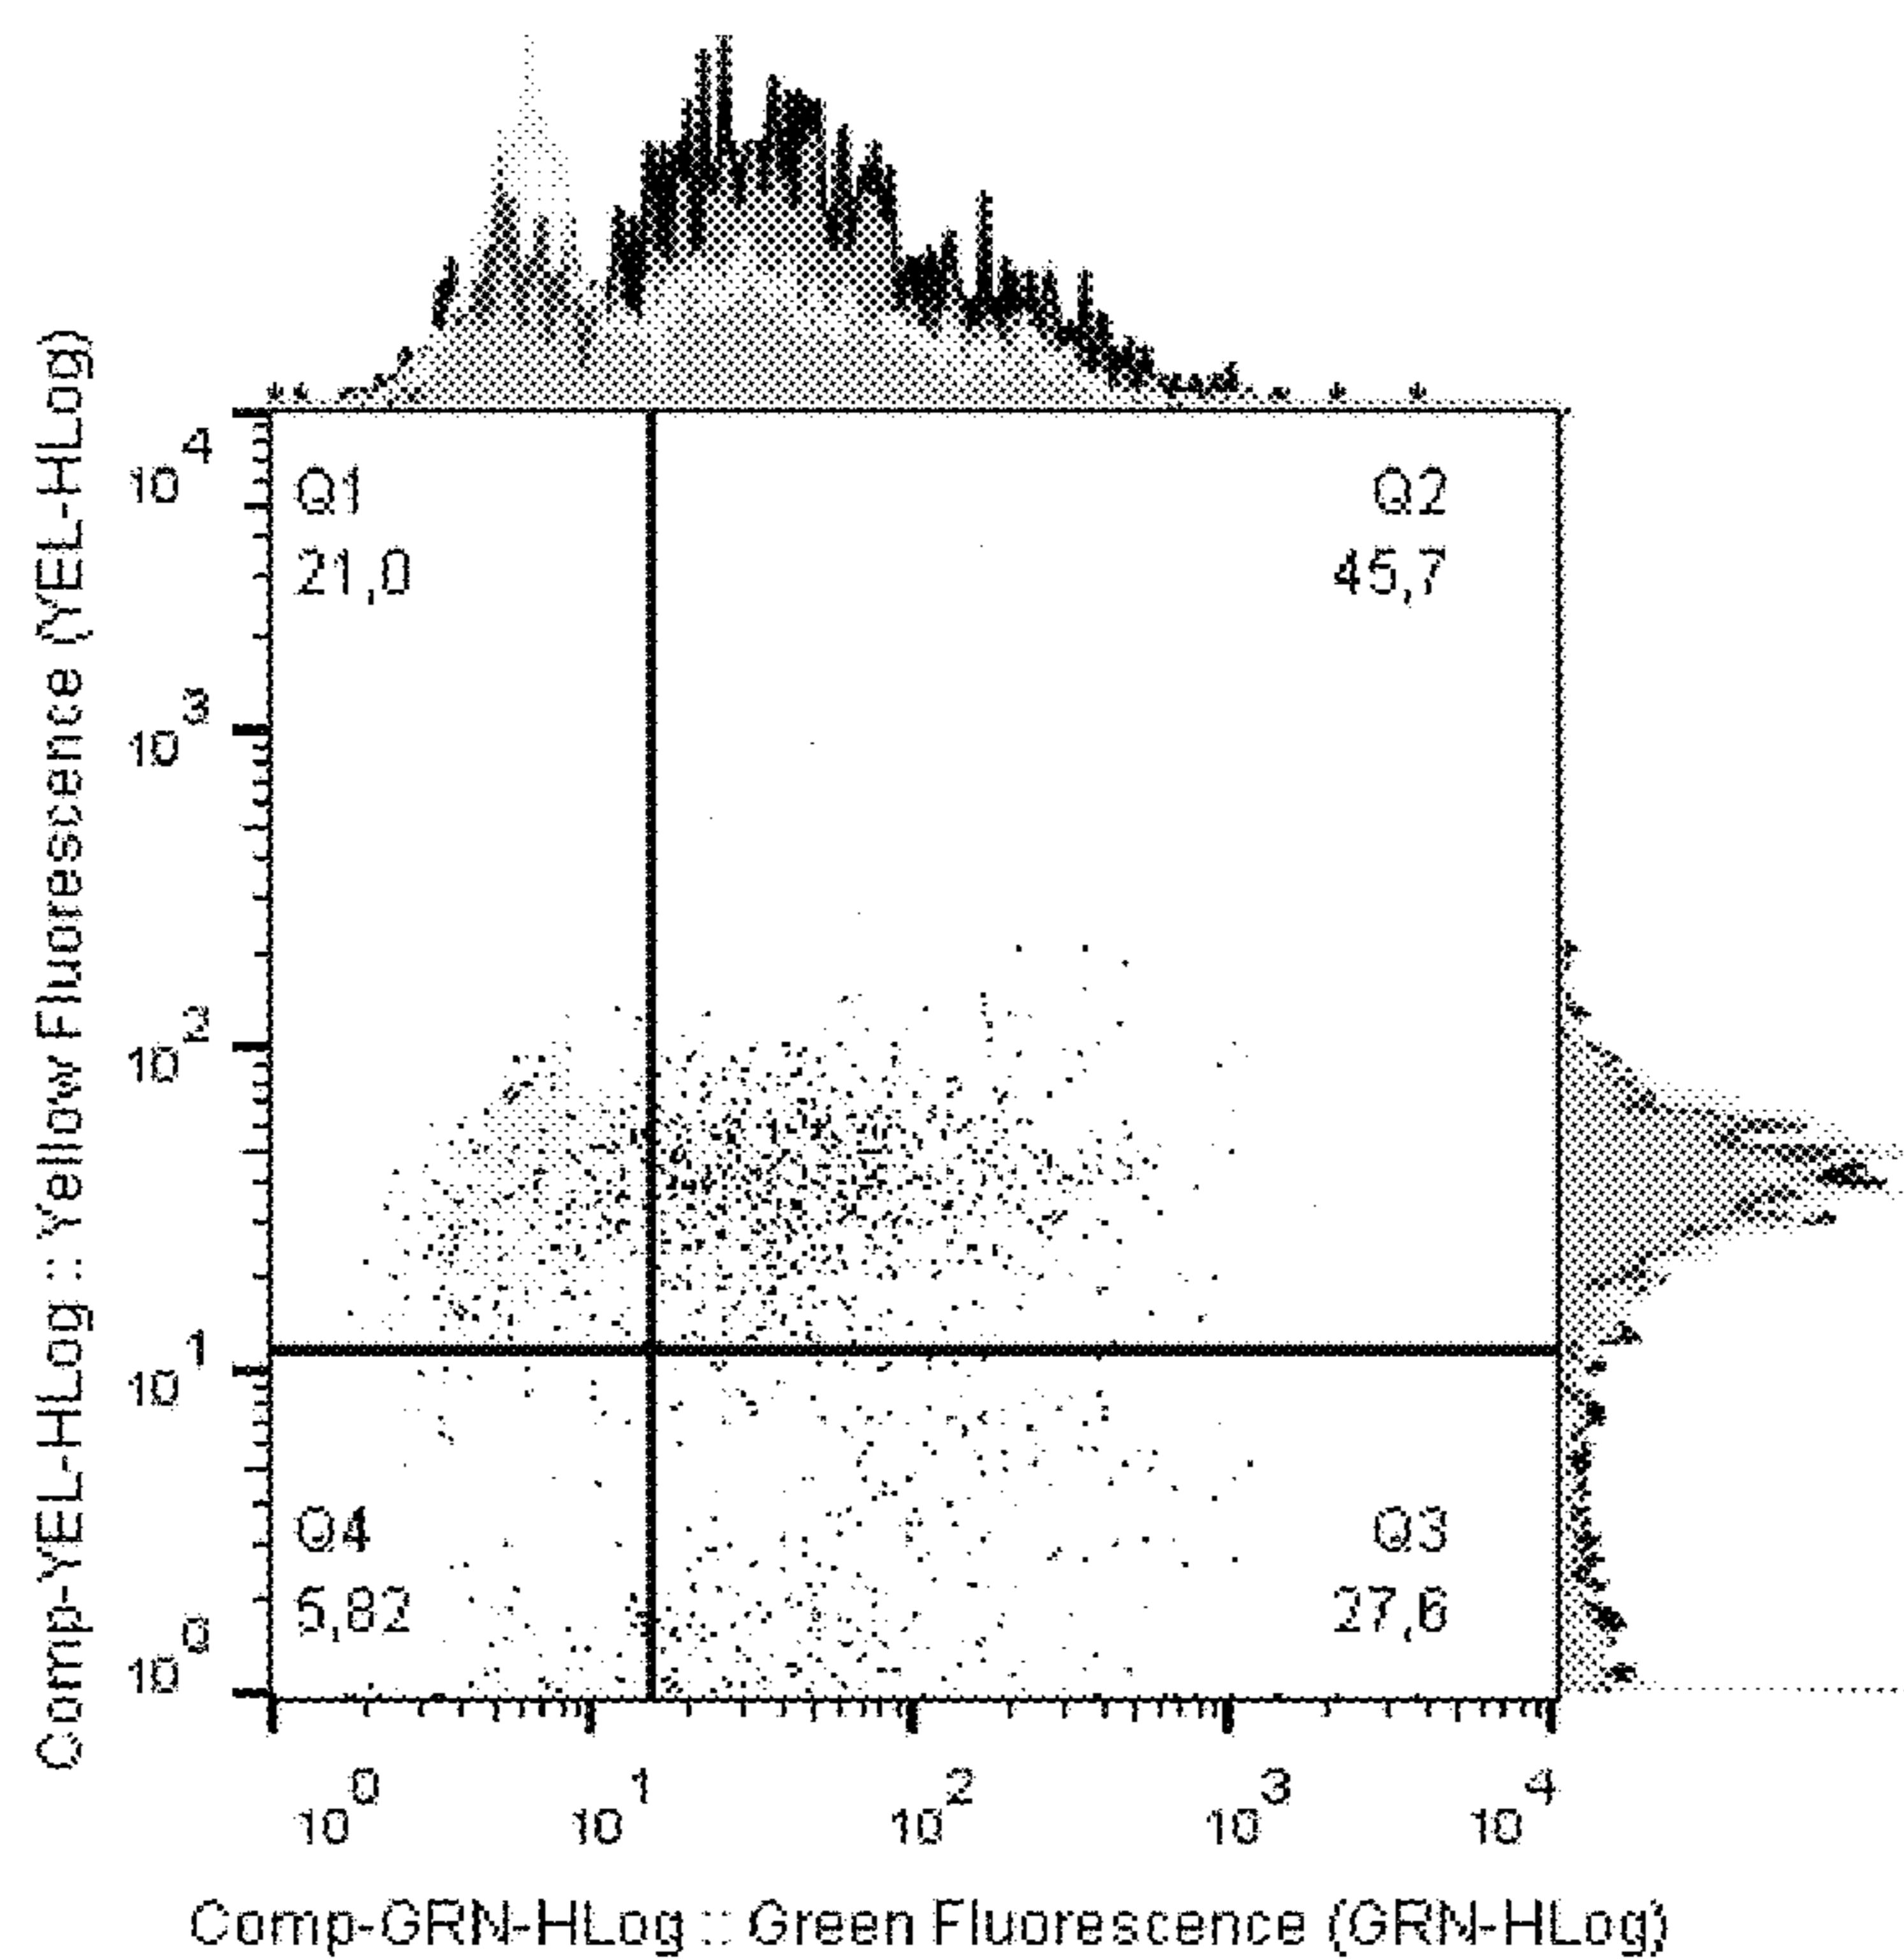 Comp-YEL-HLog :: Yellow Fluorescence (YEL-HLog)
10^4
10^3
10^2
10^1
10^0
Q1
21,0
Q2
45,7
Q4
5,82
Q3
27,6
10^0 10^1 10^2 10^3 10^4
Comp-GRN-HLog :: Green Fluorescence (GRN-HLog)